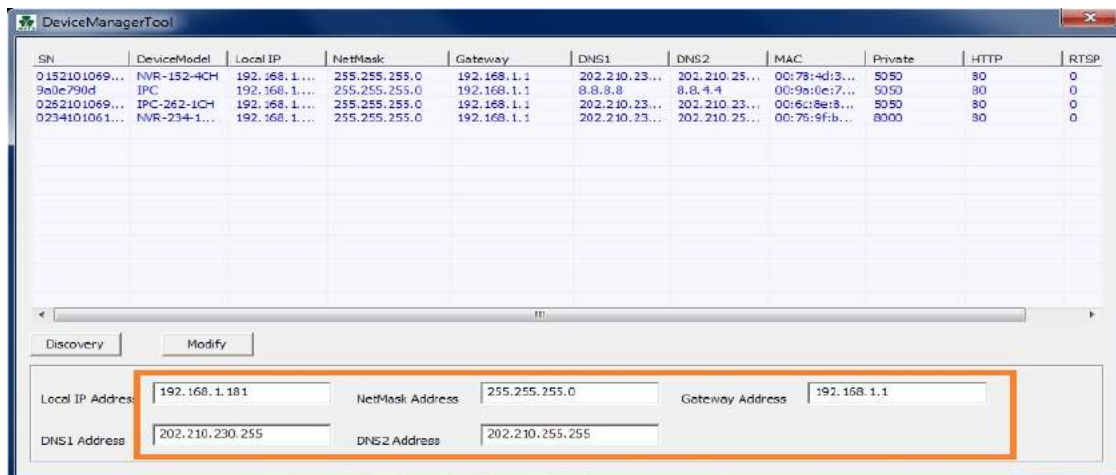 DeviceManagerTool
SN DeviceModel Local IP NetMask Gateway DNS1 DNS2 MAC Private HTTP RTSP
0152101069... NVR-152-4CH 192.168.1.... 255.255.255.0 192.168.1.1 202.210.23... 202.210.25... 00:78:4d:3... 5050 80 0
9a0e790d IPC 192.168.1.... 255.255.255.0 192.168.1.1 8.8.8.8 8.8.4.4 00:9a:0e:7... 5050 80 0
0262101069... IPC-262-1CH 192.168.1.... 255.255.255.0 192.168.1.1 202.210.23... 202.210.23... 00:6c:8e:8... 5050 80 0
0234101061... NVR-234-1... 192.168.1.... 255.255.255.0 192.168.1.1 202.210.23... 202.210.25... 00:76:9f:b... 8000 80 0
Discovery Modify
Local IP Address 192.168.1.181 NetMask Address 255.255.255.0 Gateway Address 192.168.1.1
DNS1 Address 202.210.230.255 DNS2 Address 202.210.255.255